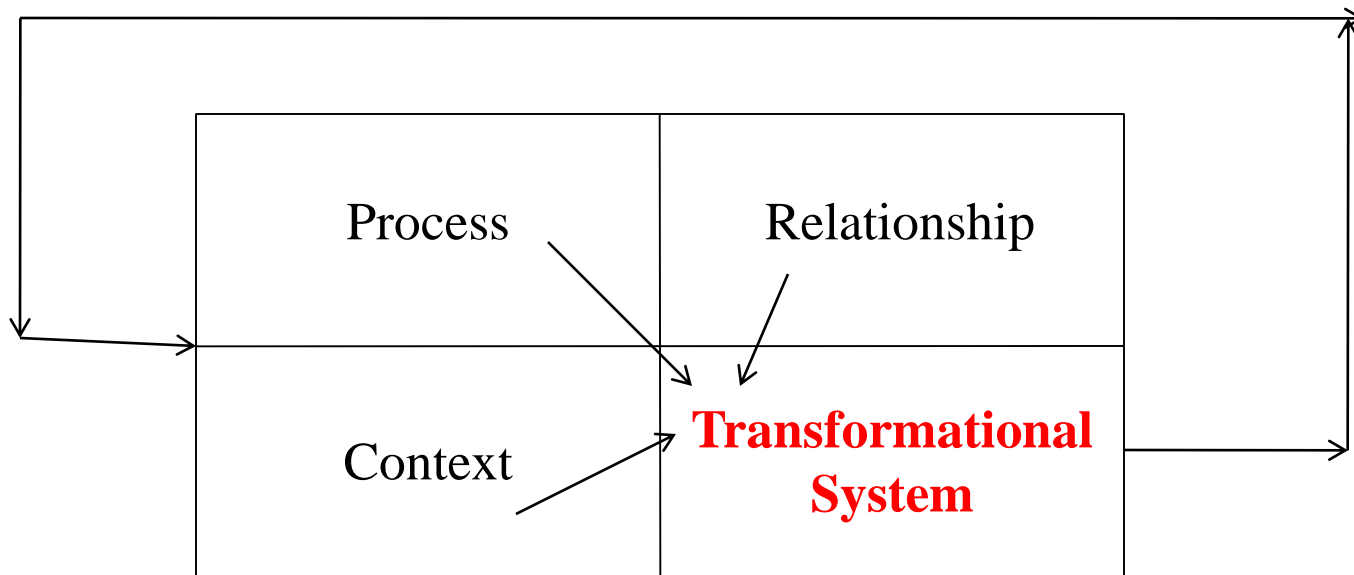 Process
Relationship
Context
Transformational
System